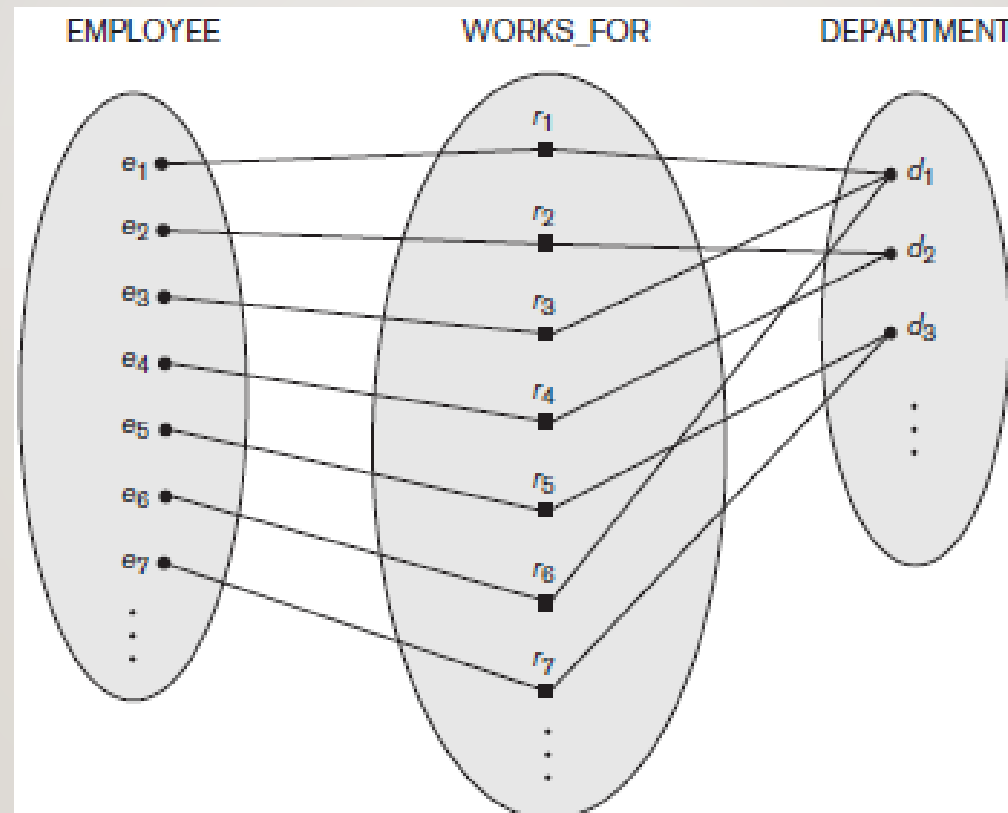 EMPLOYEE WORKS_FOR DEPARTMENT
r1
e1
d1
r2
e2
d2
e3
r3
d3
e4
r4
e5
r5
e6
r6
e7
r7